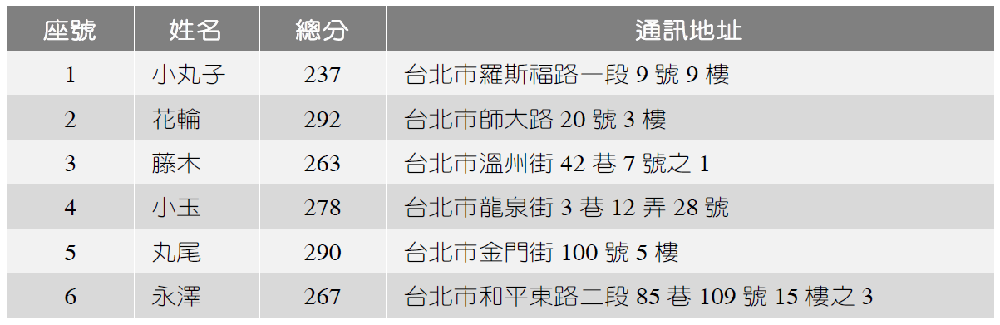 座號 姓名 總分 通訊地址
1 小丸子 237 台北市羅斯福路一段 9 號 9 樓
2 花輪 292 台北市師大路 20 號 3 樓
3 藤木 263 台北市溫州街 42 巷 7 號之 1
4 小玉 278 台北市龍泉街 3 巷 12 弄 28 號
5 丸尾 290 台北市金門街 100 號 5 樓
6 永澤 267 台北市和平東路二段 85 巷 109 號 15 樓之 3